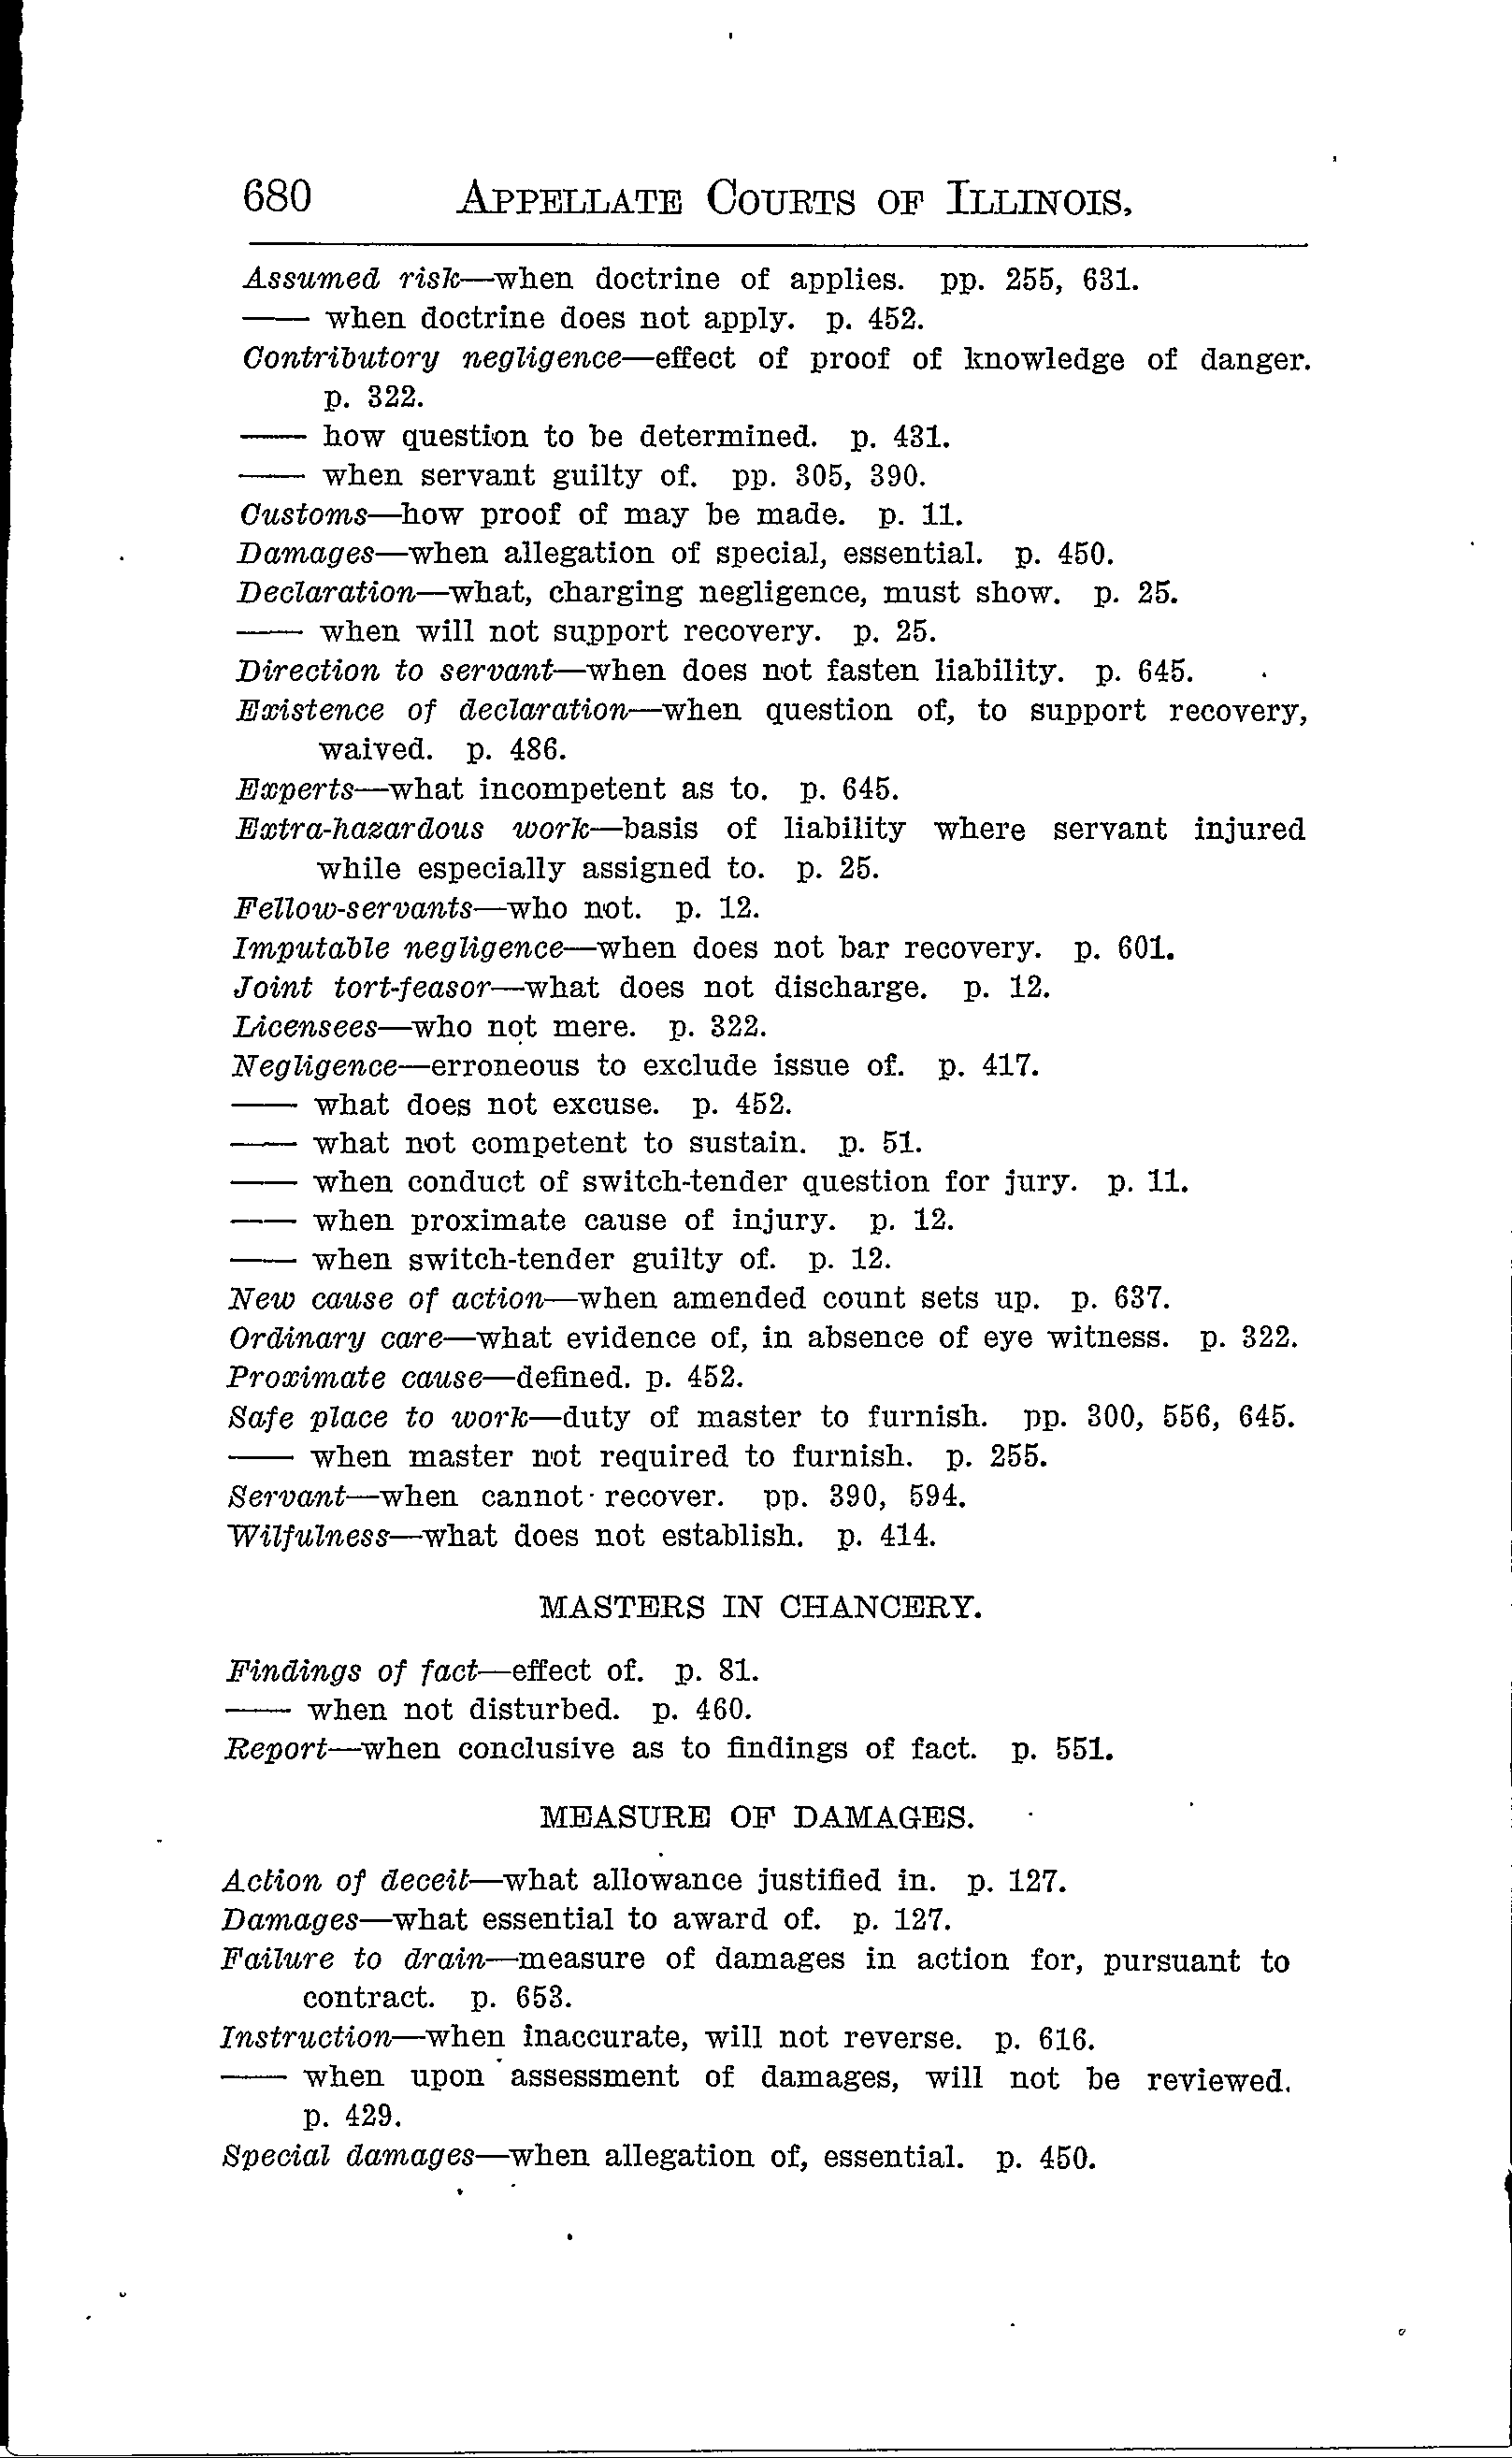 680 APPELLATE COURTS OF ILLINOIS.
Assumed risk—when doctrine of applies. pp. 255, 631.
—— when doctrine does not apply. p. 452.
Contributory negligence—effect of proof of knowledge of danger.
p. 322.
—— how question to be determined. p. 431.
—— when servant guilty of. pp. 305, 390.
Customs—how proof of may be made. p. 11.
Damages—when allegation of special, essential. p. 450.
Declaration—what, charging negligence, must show. p. 25.
—— when will not support recovery. p. 25.
Direction to servant—when does not fasten liability. p. 645.
Existence of declaration—when question of, to support recovery,
waived. p. 486.
Experts—what incompetent as to. p. 645.
Extra-hazardous work—basis of liability where servant injured
while especially assigned to. p. 25.
Fellow-servants—who not. p. 12.
Imputable negligence—when does not bar recovery. p. 601.
Joint tort-feasor—what does not discharge. p. 12.
Licensees—who not mere. p. 322.
Negligence—erroneous to exclude issue of. p. 417.
—— what does not excuse. p. 452.
—— what not competent to sustain. p. 51.
—— when conduct of switch-tender question for jury. p. 11.
—— when proximate cause of injury. p. 12.
—— when switch-tender guilty of. p. 12.
New cause of action—when amended count sets up. p. 637.
Ordinary care—what evidence of, in absence of eye witness. p. 322.
Proximate cause—defined. p. 452.
Safe place to work—duty of master to furnish. pp. 300, 556, 645.
—— when master not required to furnish. p. 255.
Servant—when cannot recover. pp. 390, 594.
Wilfulness—what does not establish. p. 414.
MASTERS IN CHANCERY.
Findings of fact—effect of. p. 81.
—— when not disturbed. p. 460.
Report—when conclusive as to findings of fact. p. 551.
MEASURE OF DAMAGES.
Action of deceit—what allowance justified in. p. 127.
Damages—what essential to award of. p. 127.
Failure to drain—measure of damages in action for, pursuant to
contract. p. 653.
Instruction—when inaccurate, will not reverse. p. 616.
—— when upon assessment of damages, will not be reviewed.
p. 429.
Special damages—when allegation of, essential. p. 450.